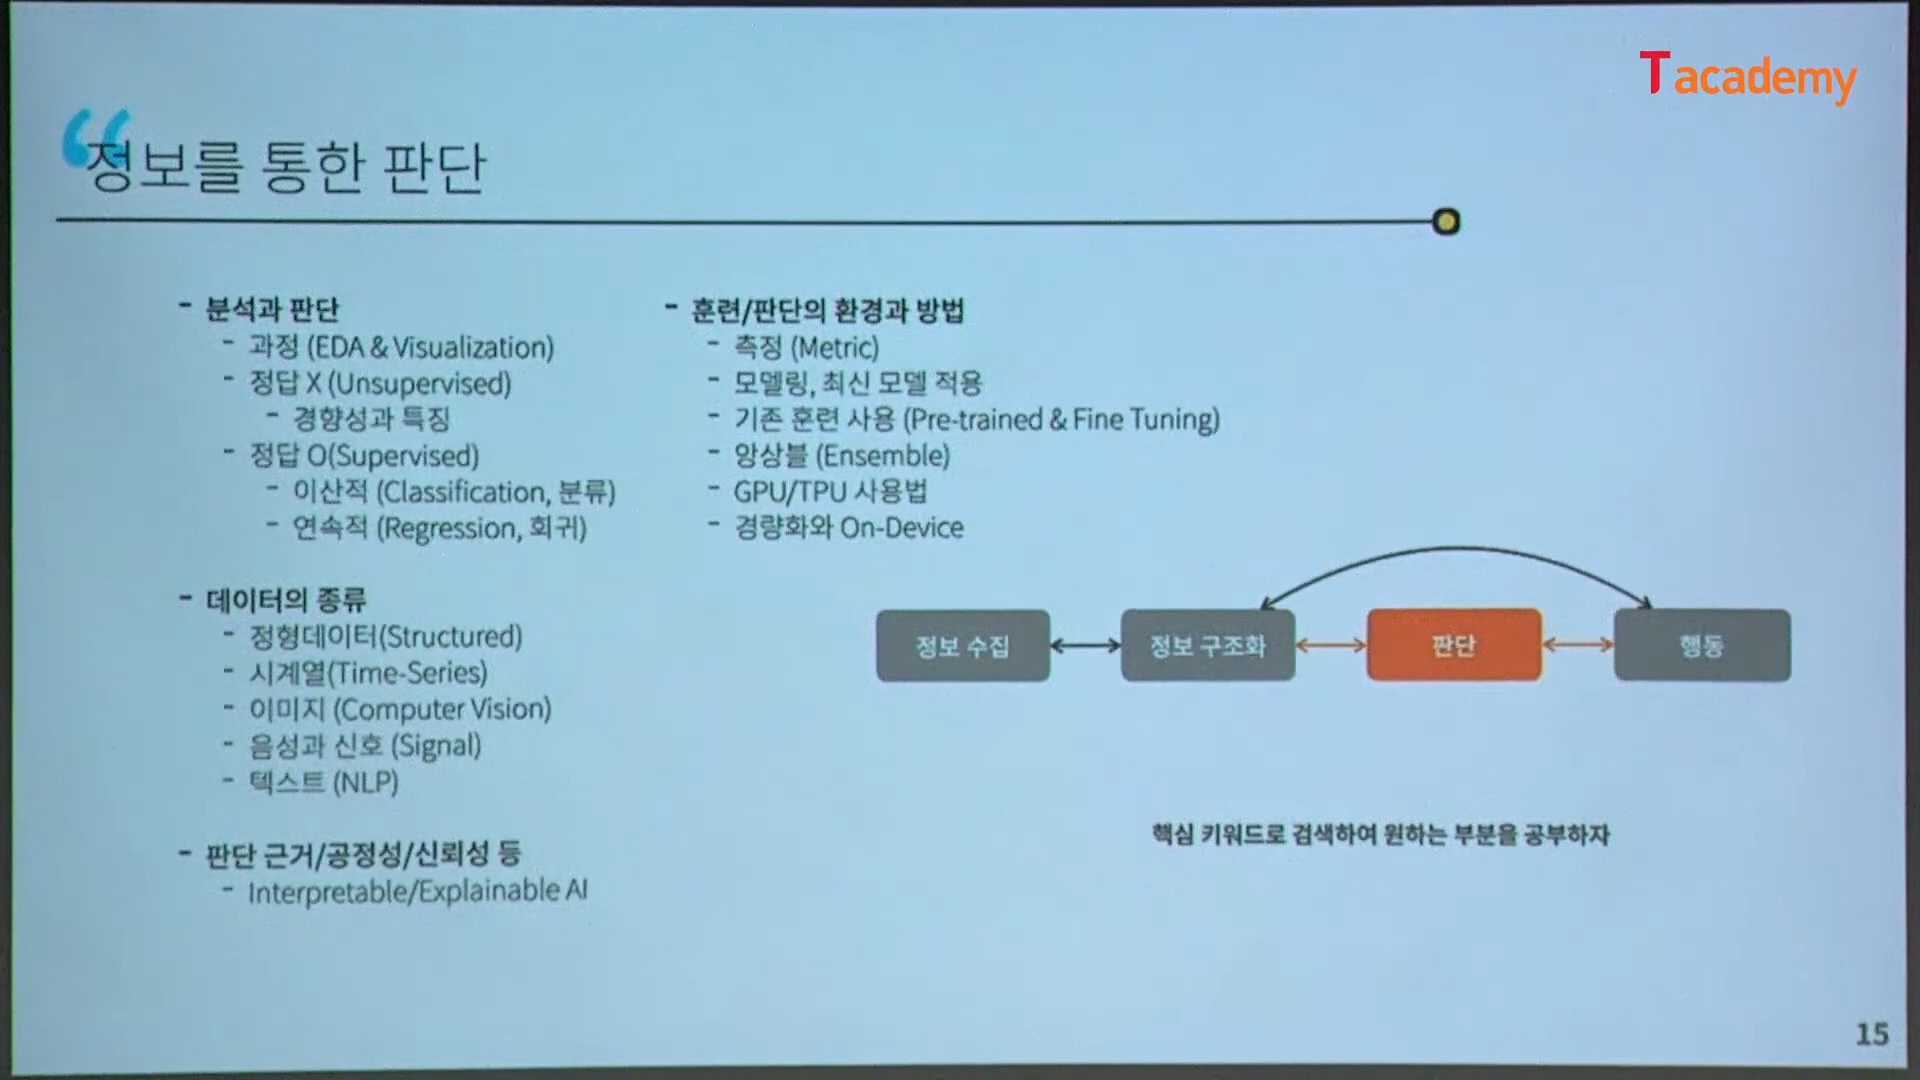 T academy
정보를 통한 판단
- 분석과 판단
- 과정 (EDA & Visualization)
- 정답 X (Unsupervised)
- 경향성과 특징
- 정답 O(Supervised)
- 이산적 (Classification, 분류)
- 연속적 (Regression, 회귀)
- 데이터의 종류
- 정형데이터(Structured)
- 시계열(Time-Series)
- 이미지 (Computer Vision)
- 음성과 신호 (Signal)
- 텍스트 (NLP)
- 판단 근거/공정성/신뢰성 등
- Interpretable/Explainable AI
- 훈련/판단의 환경과 방법
- 측정 (Metric)
- 모델링, 최신 모델 적용
- 기존 훈련 사용 (Pre-trained & Fine Tuning)
- 앙상블 (Ensemble)
- GPU/TPU 사용법
- 경량화와 On-Device
정보 수집
정보 구조화
판단
행동
핵심 키워드로 검색하여 원하는 부분을 공부하자
15